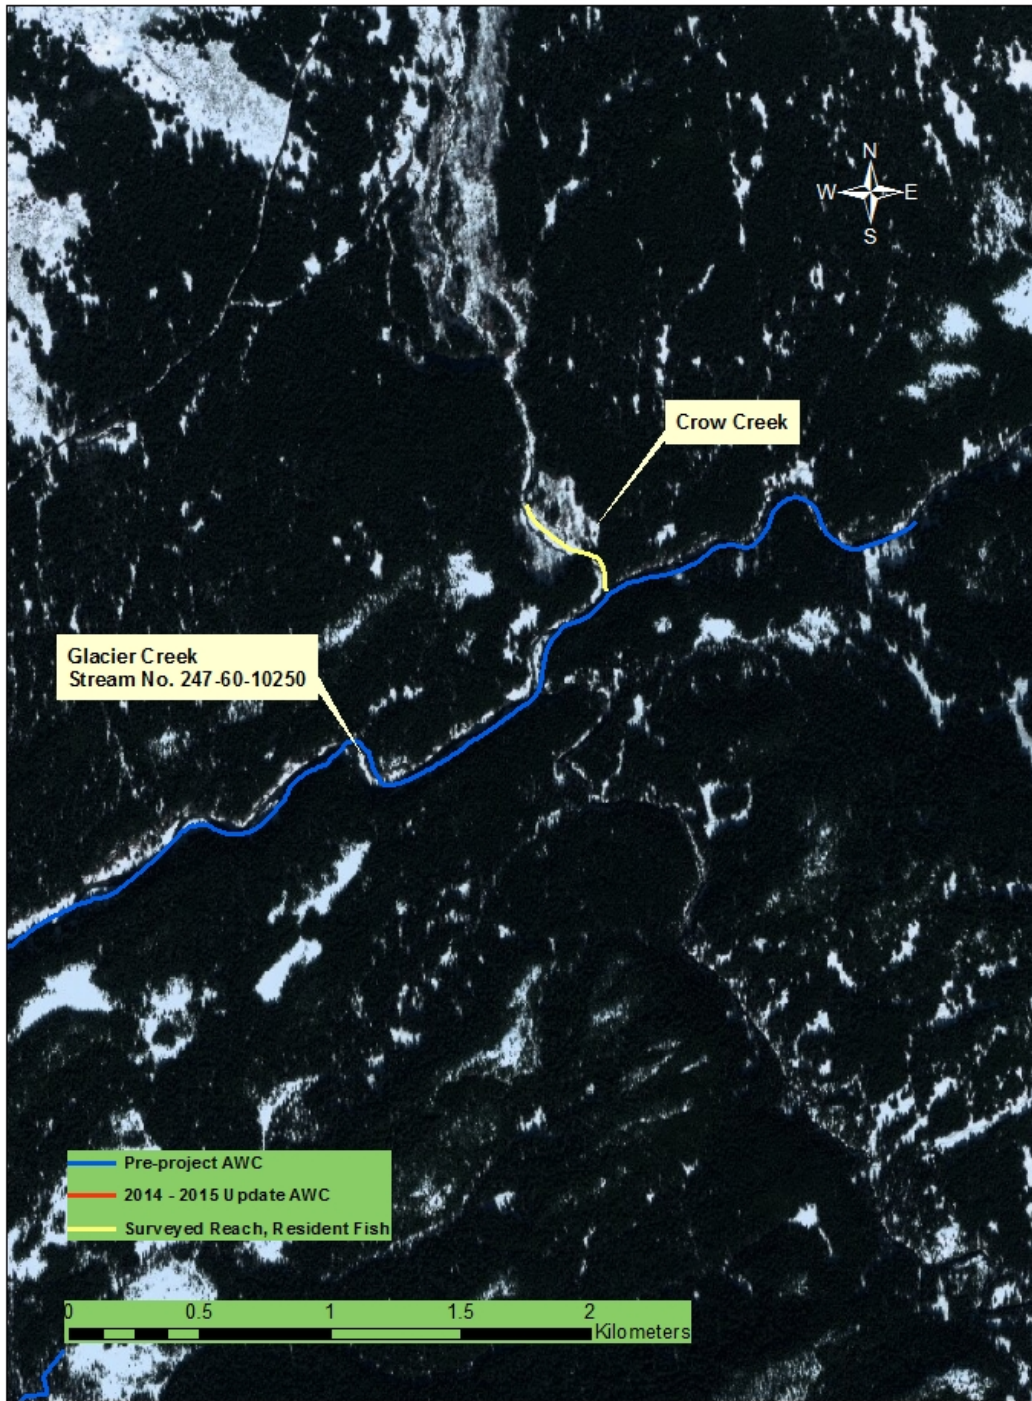 N
W E
S
Crow Creek
Glacier Creek
Stream No. 247-60-10250
Pre-project AWC
2014 - 2015 Update AWC
Surveyed Reach, Resident Fish
0 0.5 1 1.5 2
Kilometers